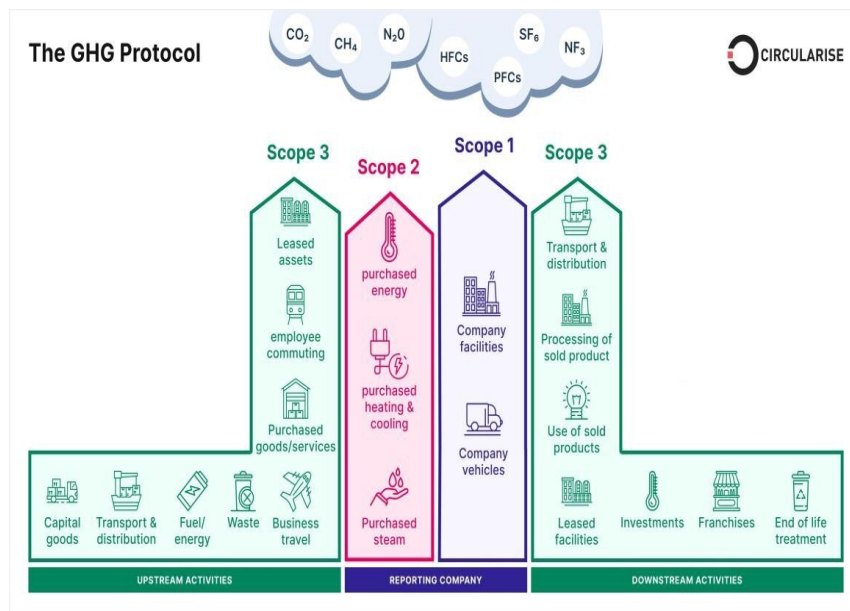 The GHG Protocol
CO₂
CH₄
N₂0
HFCs
PFCs
SF₆
NF₃
CIRCULARISE
Scope 3
Leased
assets
employee
commuting
Purchased
goods/services
Capital
goods
Transport &
distribution
Fuel/
energy
Waste
Business
travel
UPSTREAM ACTIVITIES
Scope 2
purchased
energy
purchased
heating &
cooling
Purchased
steam
Scope 1
Company
facilities
Company
vehicles
REPORTING COMPANY
Scope 3
Transport &
distribution
Processing of
sold product
Use of sold
products
Leased
facilities
Investments
Franchises
End of life
treatment
DOWNSTREAM ACTIVITIES